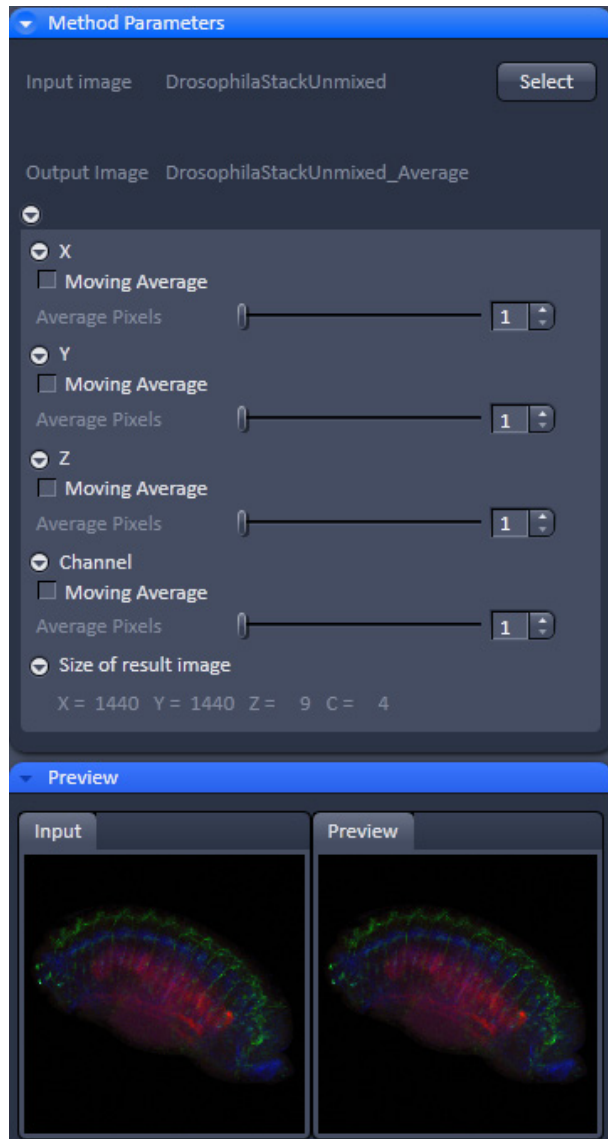 Method Parameters
Input image DrosophilaStackUnmixed Select
Output Image DrosophilaStackUnmixed_Average
X
Moving Average
Average Pixels 1
Y
Moving Average
Average Pixels 1
Z
Moving Average
Average Pixels 1
Channel
Moving Average
Average Pixels 1
Size of result image
X = 1440 Y = 1440 Z = 9 C = 4
Preview
Input Preview